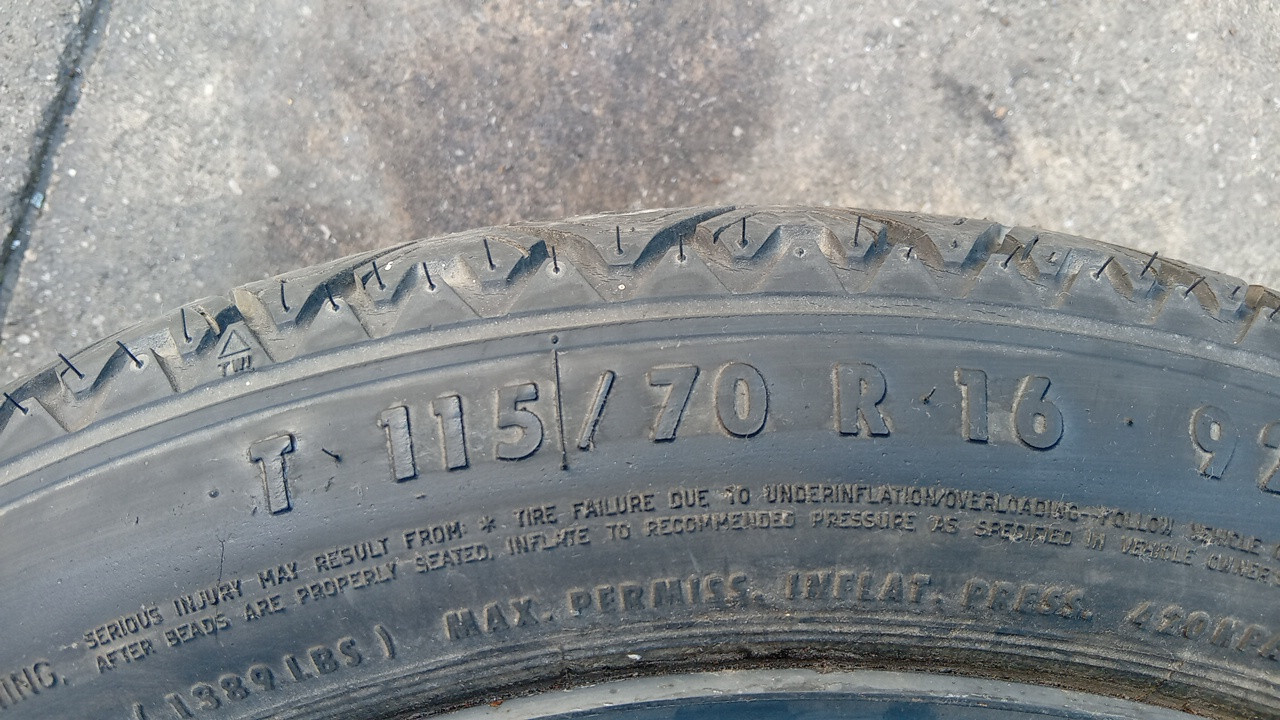 TWI
T 115/70 R 16 92
SERIOUS INJURY MAY RESULT FROM: * TIRE FAILURE DUE TO UNDERINFLATION/OVERLOADING-FOLLOW VEHICLE
AFTER BEADS ARE PROPERLY SEATED. INFLATE TO RECOMMENDED PRESSURE AS SPECIFIED IN VEHICLE OWNER
ING.
( 1389 LBS ) MAX. PERMISS. INFLAT. PRESS. 420KPA